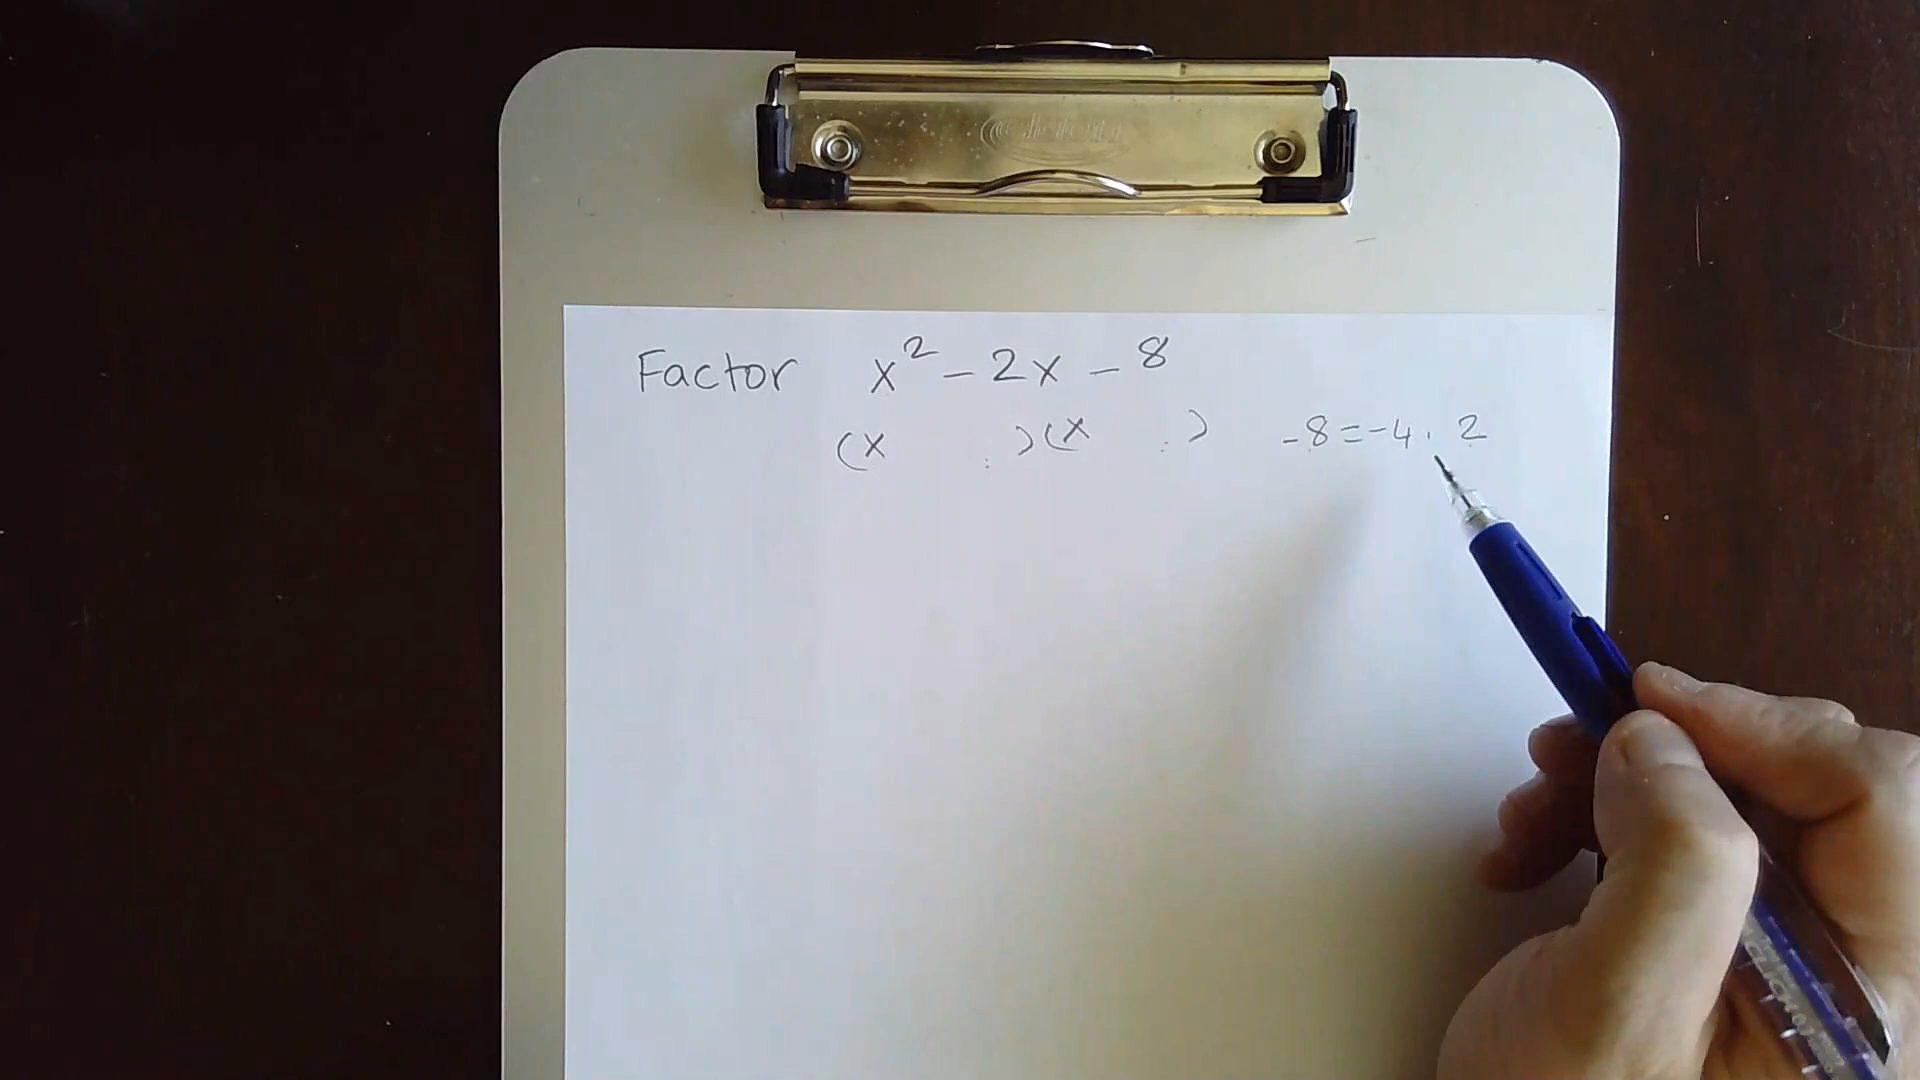 Factor x² - 2x - 8
(x )(x ) -8 = -4 · 2